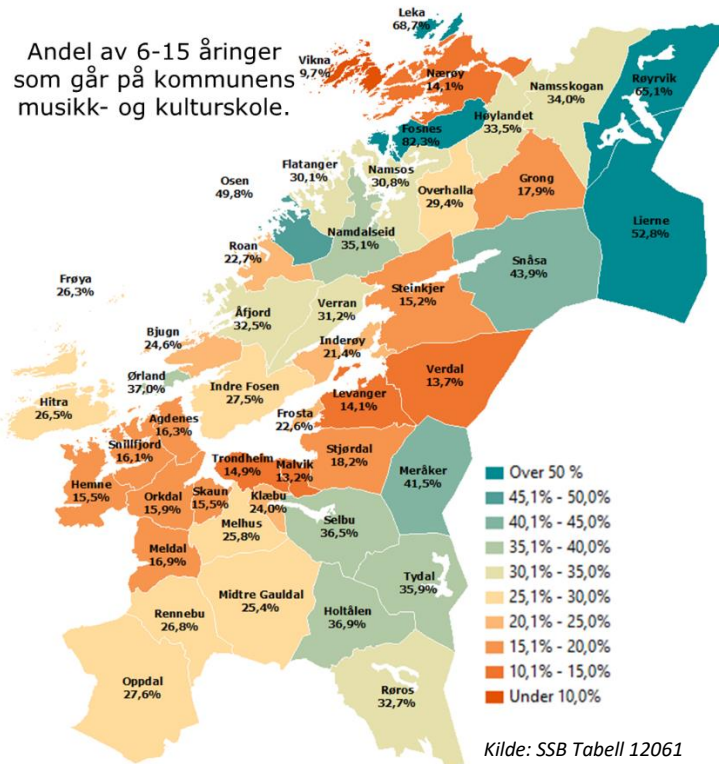 Andel av 6-15 åringer
som går på kommunens
musikk- og kulturskole.
Leka
68,7%
Vikna
9,7%
Nærøy
14,1%
Namsskogan
34,0%
Røyrvik
65,1%
Høylandet
33,5%
Fosnes
82,3%
Flatanger
30,1%
Namsos
30,8%
Overhalla
29,4%
Grong
17,9%
Osen
49,8%
Lierne
52,8%
Namdalseid
35,1%
Roan
22,7%
Snåsa
43,9%
Frøya
26,3%
Steinkjer
15,2%
Åfjord
32,5%
Verran
31,2%
Bjugn
24,6%
Inderøy
21,4%
Ørland
37,0%
Verdal
13,7%
Hitra
26,5%
Indre Fosen
27,5%
Levanger
14,1%
Agdenes
16,3%
Frosta
22,6%
Snillfjord
16,1%
Stjørdal
18,2%
Trondheim
14,9%
Malvik
13,2%
Meråker
41,5%
Hemne
15,5%
Orkdal
15,9%
Skaun
15,5%
Klæbu
24,0%
Melhus
25,8%
Selbu
36,5%
Meldal
16,9%
Tydal
35,9%
Midtre Gauldal
25,4%
Holtålen
36,9%
Rennebu
26,8%
Oppdal
27,6%
Røros
32,7%
Over 50 %
45,1% - 50,0%
40,1% - 45,0%
35,1% - 40,0%
30,1% - 35,0%
25,1% - 30,0%
20,1% - 25,0%
15,1% - 20,0%
10,1% - 15,0%
Under 10,0%
Kilde: SSB Tabell 12061